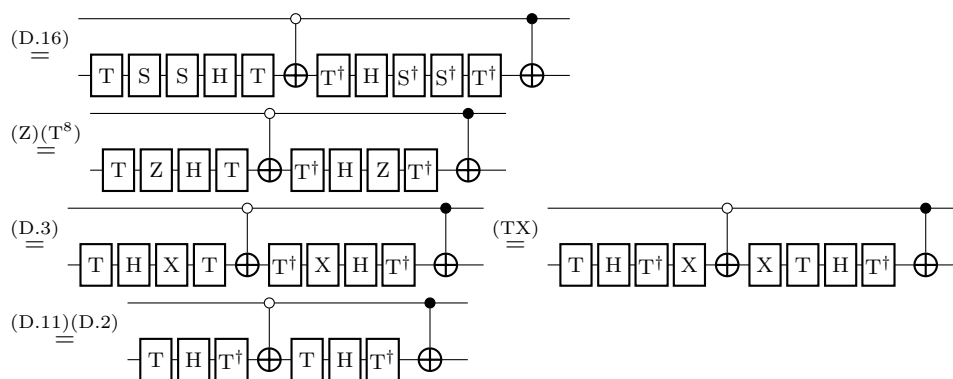 (D.16)
=
T S S H T T† H S† S† T†
(Z)(T⁸)
=
T Z H T T† H Z T†
(D.3)
=
T H X T T† X H T†
(TX)
=
T H T† X X T H T†
(D.11)(D.2)
=
T H T† T H T†